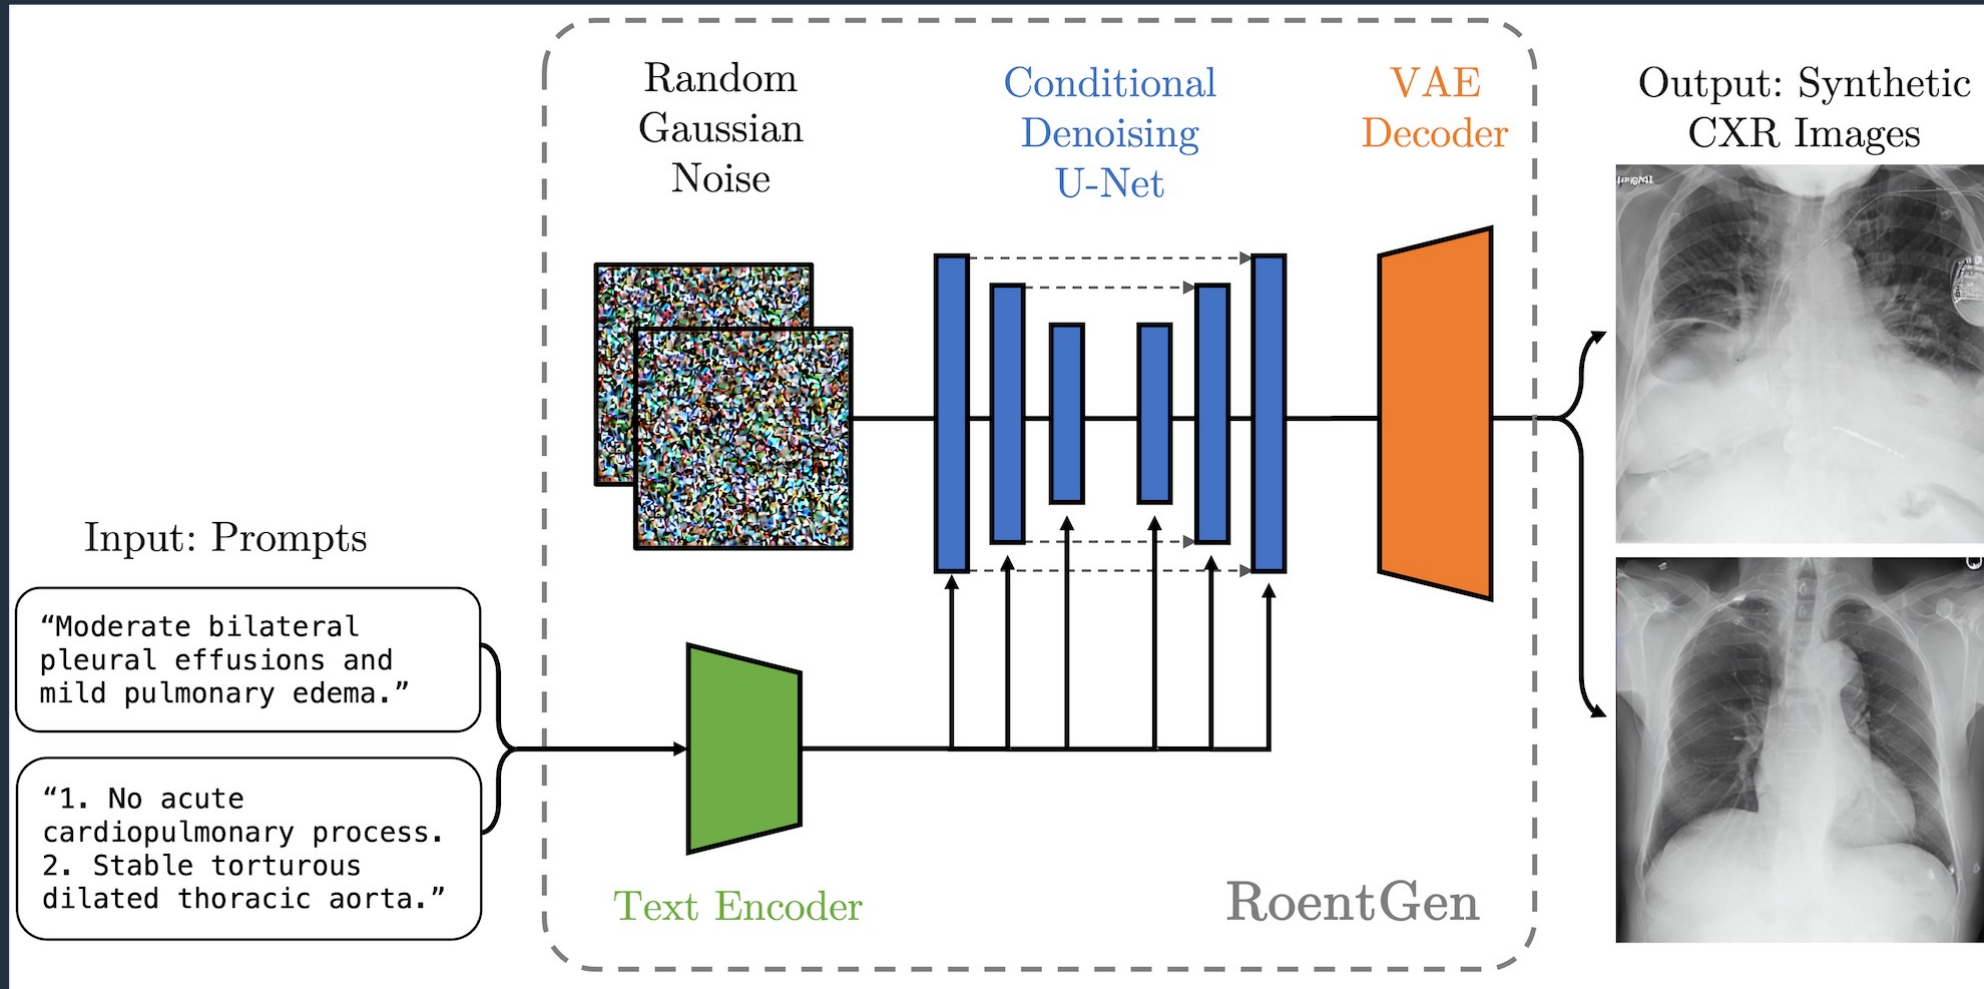 Random
Gaussian
Noise
Conditional
Denoising
U-Net
VAE
Decoder
Output: Synthetic
CXR Images
Input: Prompts
“Moderate bilateral
pleural effusions and
mild pulmonary edema.”
“1. No acute
cardiopulmonary process.
2. Stable torturous
dilated thoracic aorta.”
Text Encoder
RoentGen